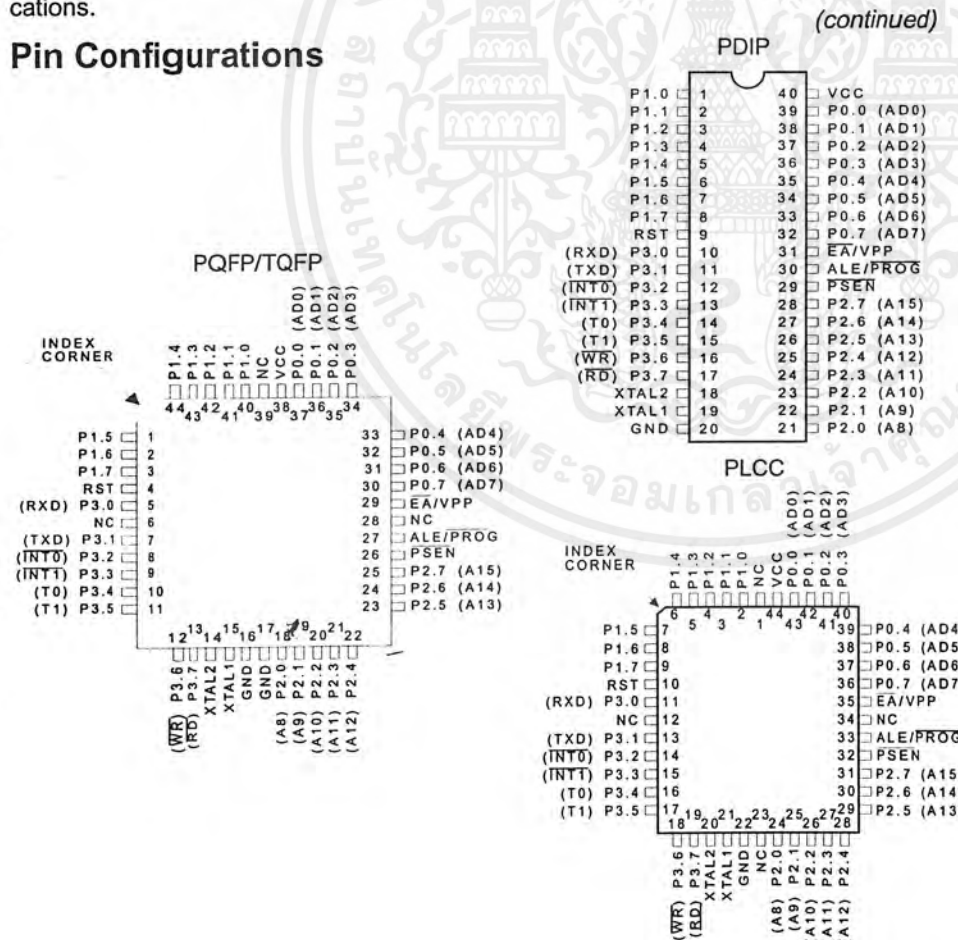 cations.
(continued)
Pin Configurations
PDIP
P1.0 1 40 VCC
P1.1 2 39 P0.0 (AD0)
P1.2 3 38 P0.1 (AD1)
P1.3 4 37 P0.2 (AD2)
P1.4 5 36 P0.3 (AD3)
P1.5 6 35 P0.4 (AD4)
P1.6 7 34 P0.5 (AD5)
P1.7 8 33 P0.6 (AD6)
RST 9 32 P0.7 (AD7)
(RXD) P3.0 10 31 EA/VPP
(TXD) P3.1 11 30 ALE/PROG
(INT0) P3.2 12 29 PSEN
(INT1) P3.3 13 28 P2.7 (A15)
(T0) P3.4 14 27 P2.6 (A14)
(T1) P3.5 15 26 P2.5 (A13)
(WR) P3.6 16 25 P2.4 (A12)
(RD) P3.7 17 24 P2.3 (A11)
XTAL2 18 23 P2.2 (A10)
XTAL1 19 22 P2.1 (A9)
GND 20 21 P2.0 (A8)
PQFP/TQFP
INDEX
CORNER
P1.4 P1.3 P1.2 P1.1 P1.0 NC VCC P0.0 (AD0) P0.1 (AD1) P0.2 (AD2) P0.3 (AD3)
44 43 42 41 40 39 38 37 36 35 34
P1.5 1 33 P0.4 (AD4)
P1.6 2 32 P0.5 (AD5)
P1.7 3 31 P0.6 (AD6)
RST 4 30 P0.7 (AD7)
(RXD) P3.0 5 29 EA/VPP
NC 6 28 NC
(TXD) P3.1 7 27 ALE/PROG
(INT0) P3.2 8 26 PSEN
(INT1) P3.3 9 25 P2.7 (A15)
(T0) P3.4 10 24 P2.6 (A14)
(T1) P3.5 11 23 P2.5 (A13)
12 13 14 15 16 17 18 19 20 21 22
(WR) P3.6 (RD) P3.7 XTAL2 XTAL1 GND GND (A8) P2.0 (A9) P2.1 (A10) P2.2 (A11) P2.3 (A12) P2.4
PLCC
INDEX
CORNER
P1.4 P1.3 P1.2 P1.1 P1.0 NC VCC P0.0 (AD0) P0.1 (AD1) P0.2 (AD2) P0.3 (AD3)
6 5 4 3 2 1 44 43 42 41 40
P1.5 7 39 P0.4 (AD4
P1.6 8 38 P0.5 (AD5
P1.7 9 37 P0.6 (AD6
RST 10 36 P0.7 (AD7
(RXD) P3.0 11 35 EA/VPP
NC 12 34 NC
(TXD) P3.1 13 33 ALE/PROG
(INT0) P3.2 14 32 PSEN
(INT1) P3.3 15 31 P2.7 (A15
(T0) P3.4 16 30 P2.6 (A14
(T1) P3.5 17 29 P2.5 (A13
18 19 20 21 22 23 24 25 26 27 28
(WR) P3.6 (RD) P3.7 XTAL2 XTAL1 GND NC (A8) P2.0 (A9) P2.1 (A10) P2.2 (A11) P2.3 (A12) P2.4